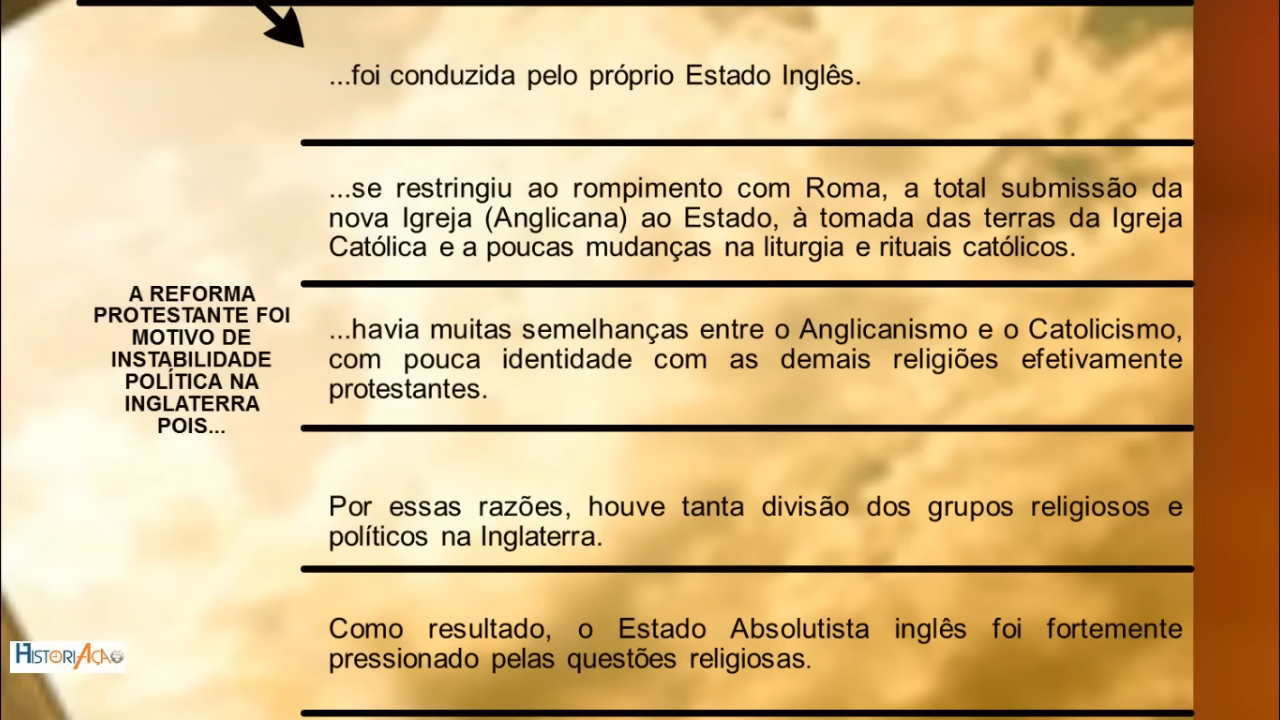 ...foi conduzida pelo próprio Estado Inglês.
...se restringiu ao rompimento com Roma, a total submissão da
nova Igreja (Anglicana) ao Estado, à tomada das terras da Igreja
Católica e a poucas mudanças na liturgia e rituais católicos.
A REFORMA
PROTESTANTE FOI
MOTIVO DE
INSTABILIDADE
POLÍTICA NA
INGLATERRA
POIS...
...havia muitas semelhanças entre o Anglicanismo e o Catolicismo,
com pouca identidade com as demais religiões efetivamente
protestantes.
Por essas razões, houve tanta divisão dos grupos religiosos e
políticos na Inglaterra.
Como resultado, o Estado Absolutista inglês foi fortemente
pressionado pelas questões religiosas.
HISTORIAÇÃO